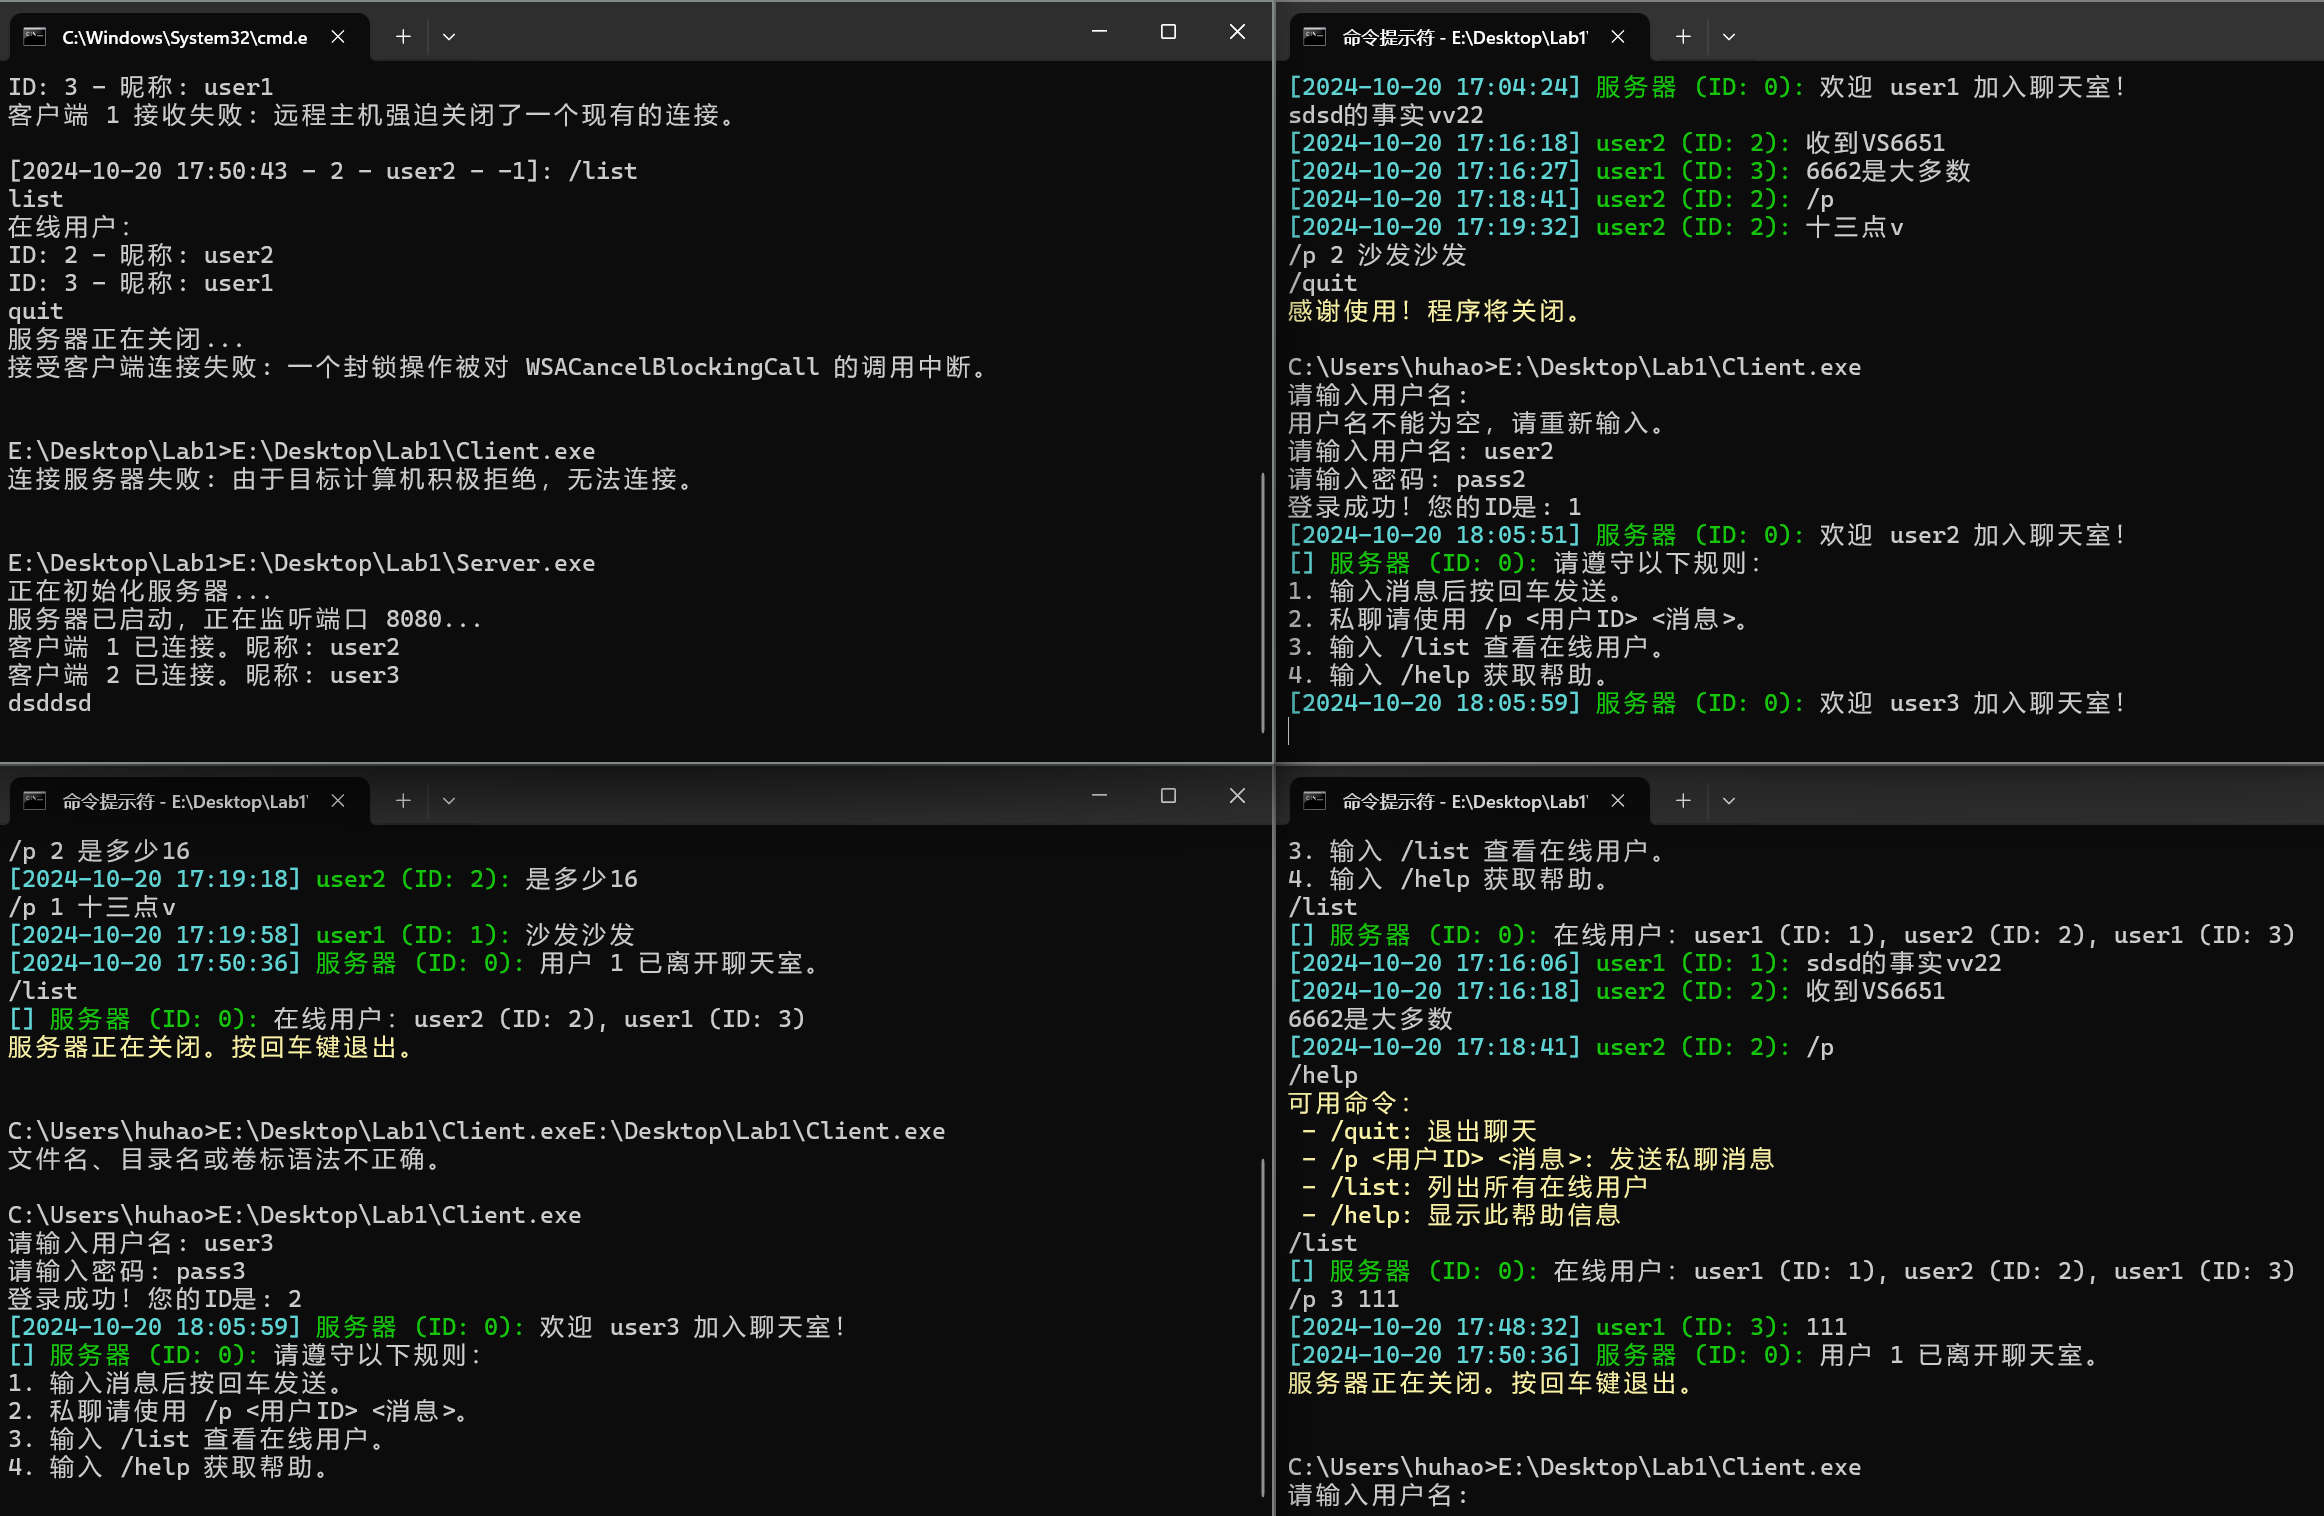 C:\Windows\System32\cmd.e
ID: 3 - 昵称: user1
客户端 1 接收失败: 远程主机强迫关闭了一个现有的连接。
[2024-10-20 17:50:43 - 2 - user2 - -1]: /list
list
在线用户:
ID: 2 - 昵称: user2
ID: 3 - 昵称: user1
quit
服务器正在关闭...
接受客户端连接失败: 一个封锁操作被对 WSACancelBlockingCall 的调用中断。
E:\Desktop\Lab1>E:\Desktop\Lab1\Client.exe
连接服务器失败: 由于目标计算机积极拒绝，无法连接。
E:\Desktop\Lab1>E:\Desktop\Lab1\Server.exe
正在初始化服务器...
服务器已启动，正在监听端口 8080...
客户端 1 已连接。昵称: user2
客户端 2 已连接。昵称: user3
dsddsd
命令提示符 - E:\Desktop\Lab1\
[2024-10-20 17:04:24] 服务器 (ID: 0): 欢迎 user1 加入聊天室!
sdsd的事实vv22
[2024-10-20 17:16:18] user2 (ID: 2): 收到VS6651
[2024-10-20 17:16:27] user1 (ID: 3): 6662是大多数
[2024-10-20 17:18:41] user2 (ID: 2): /p
[2024-10-20 17:19:32] user2 (ID: 2): 十三点v
/p 2 沙发沙发
/quit
感谢使用! 程序将关闭。
C:\Users\huhao>E:\Desktop\Lab1\Client.exe
请输入用户名:
用户名不能为空，请重新输入。
请输入用户名: user2
请输入密码: pass2
登录成功! 您的ID是: 1
[2024-10-20 18:05:51] 服务器 (ID: 0): 欢迎 user2 加入聊天室!
[] 服务器 (ID: 0): 请遵守以下规则:
1. 输入消息后按回车发送。
2. 私聊请使用 /p <用户ID> <消息>。
3. 输入 /list 查看在线用户。
4. 输入 /help 获取帮助。
[2024-10-20 18:05:59] 服务器 (ID: 0): 欢迎 user3 加入聊天室!
命令提示符 - E:\Desktop\Lab1\
/p 2 是多少16
[2024-10-20 17:19:18] user2 (ID: 2): 是多少16
/p 1 十三点v
[2024-10-20 17:19:58] user1 (ID: 1): 沙发沙发
[2024-10-20 17:50:36] 服务器 (ID: 0): 用户 1 已离开聊天室。
/list
[] 服务器 (ID: 0): 在线用户: user2 (ID: 2), user1 (ID: 3)
服务器正在关闭。按回车键退出。
C:\Users\huhao>E:\Desktop\Lab1\Client.exeE:\Desktop\Lab1\Client.exe
文件名、目录名或卷标语法不正确。
C:\Users\huhao>E:\Desktop\Lab1\Client.exe
请输入用户名: user3
请输入密码: pass3
登录成功! 您的ID是: 2
[2024-10-20 18:05:59] 服务器 (ID: 0): 欢迎 user3 加入聊天室!
[] 服务器 (ID: 0): 请遵守以下规则:
1. 输入消息后按回车发送。
2. 私聊请使用 /p <用户ID> <消息>。
3. 输入 /list 查看在线用户。
4. 输入 /help 获取帮助。
命令提示符 - E:\Desktop\Lab1\
3. 输入 /list 查看在线用户。
4. 输入 /help 获取帮助。
/list
[] 服务器 (ID: 0): 在线用户: user1 (ID: 1), user2 (ID: 2), user1 (ID: 3)
[2024-10-20 17:16:06] user1 (ID: 1): sdsd的事实vv22
[2024-10-20 17:16:18] user2 (ID: 2): 收到VS6651
6662是大多数
[2024-10-20 17:18:41] user2 (ID: 2): /p
/help
可用命令:
- /quit: 退出聊天
- /p <用户ID> <消息>: 发送私聊消息
- /list: 列出所有在线用户
- /help: 显示此帮助信息
/list
[] 服务器 (ID: 0): 在线用户: user1 (ID: 1), user2 (ID: 2), user1 (ID: 3)
/p 3 111
[2024-10-20 17:48:32] user1 (ID: 3): 111
[2024-10-20 17:50:36] 服务器 (ID: 0): 用户 1 已离开聊天室。
服务器正在关闭。按回车键退出。
C:\Users\huhao>E:\Desktop\Lab1\Client.exe
请输入用户名: